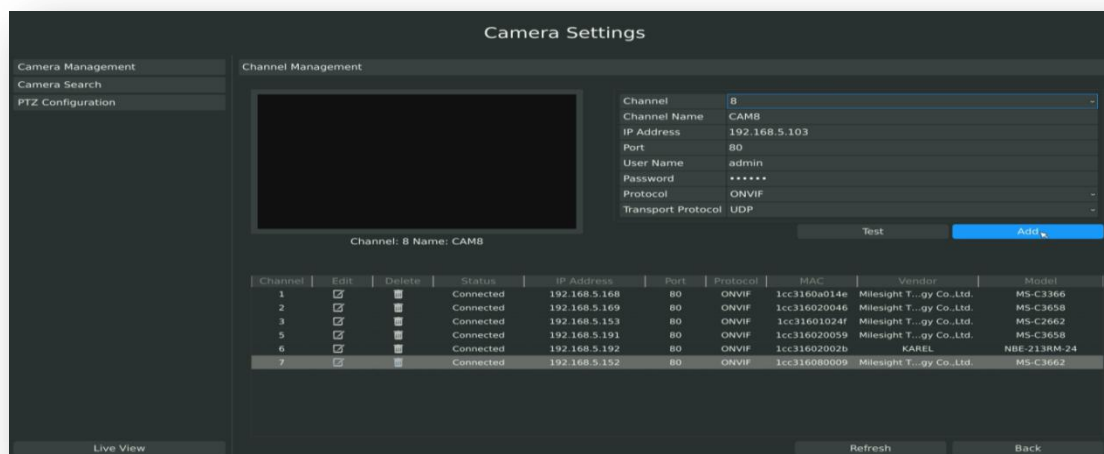 Camera Settings
Camera Management
Camera Search
PTZ Configuration
Channel Management
Channel 8
Channel Name CAM8
IP Address 192.168.5.103
Port 80
User Name admin
Password ••••••
Protocol ONVIF
Transport Protocol UDP
Test Add
Channel: 8 Name: CAM8
Channel Edit Delete Status IP Address Port Protocol MAC Vendor Model
1 Connected 192.168.5.168 80 ONVIF 1cc3160a014e Milesight T...gy Co.,Ltd. MS-C3366
2 Connected 192.168.5.169 80 ONVIF 1cc316020046 Milesight T...gy Co.,Ltd. MS-C3658
3 Connected 192.168.5.153 80 ONVIF 1cc31601024f Milesight T...gy Co.,Ltd. MS-C2662
5 Connected 192.168.5.191 80 ONVIF 1cc316020059 Milesight T...gy Co.,Ltd. MS-C3658
6 Connected 192.168.5.192 80 ONVIF 1cc31602002b KAREL NBE-213RM-24
7 Connected 192.168.5.152 80 ONVIF 1cc316080009 Milesight T...gy Co.,Ltd. MS-C3662
Live View Refresh Back